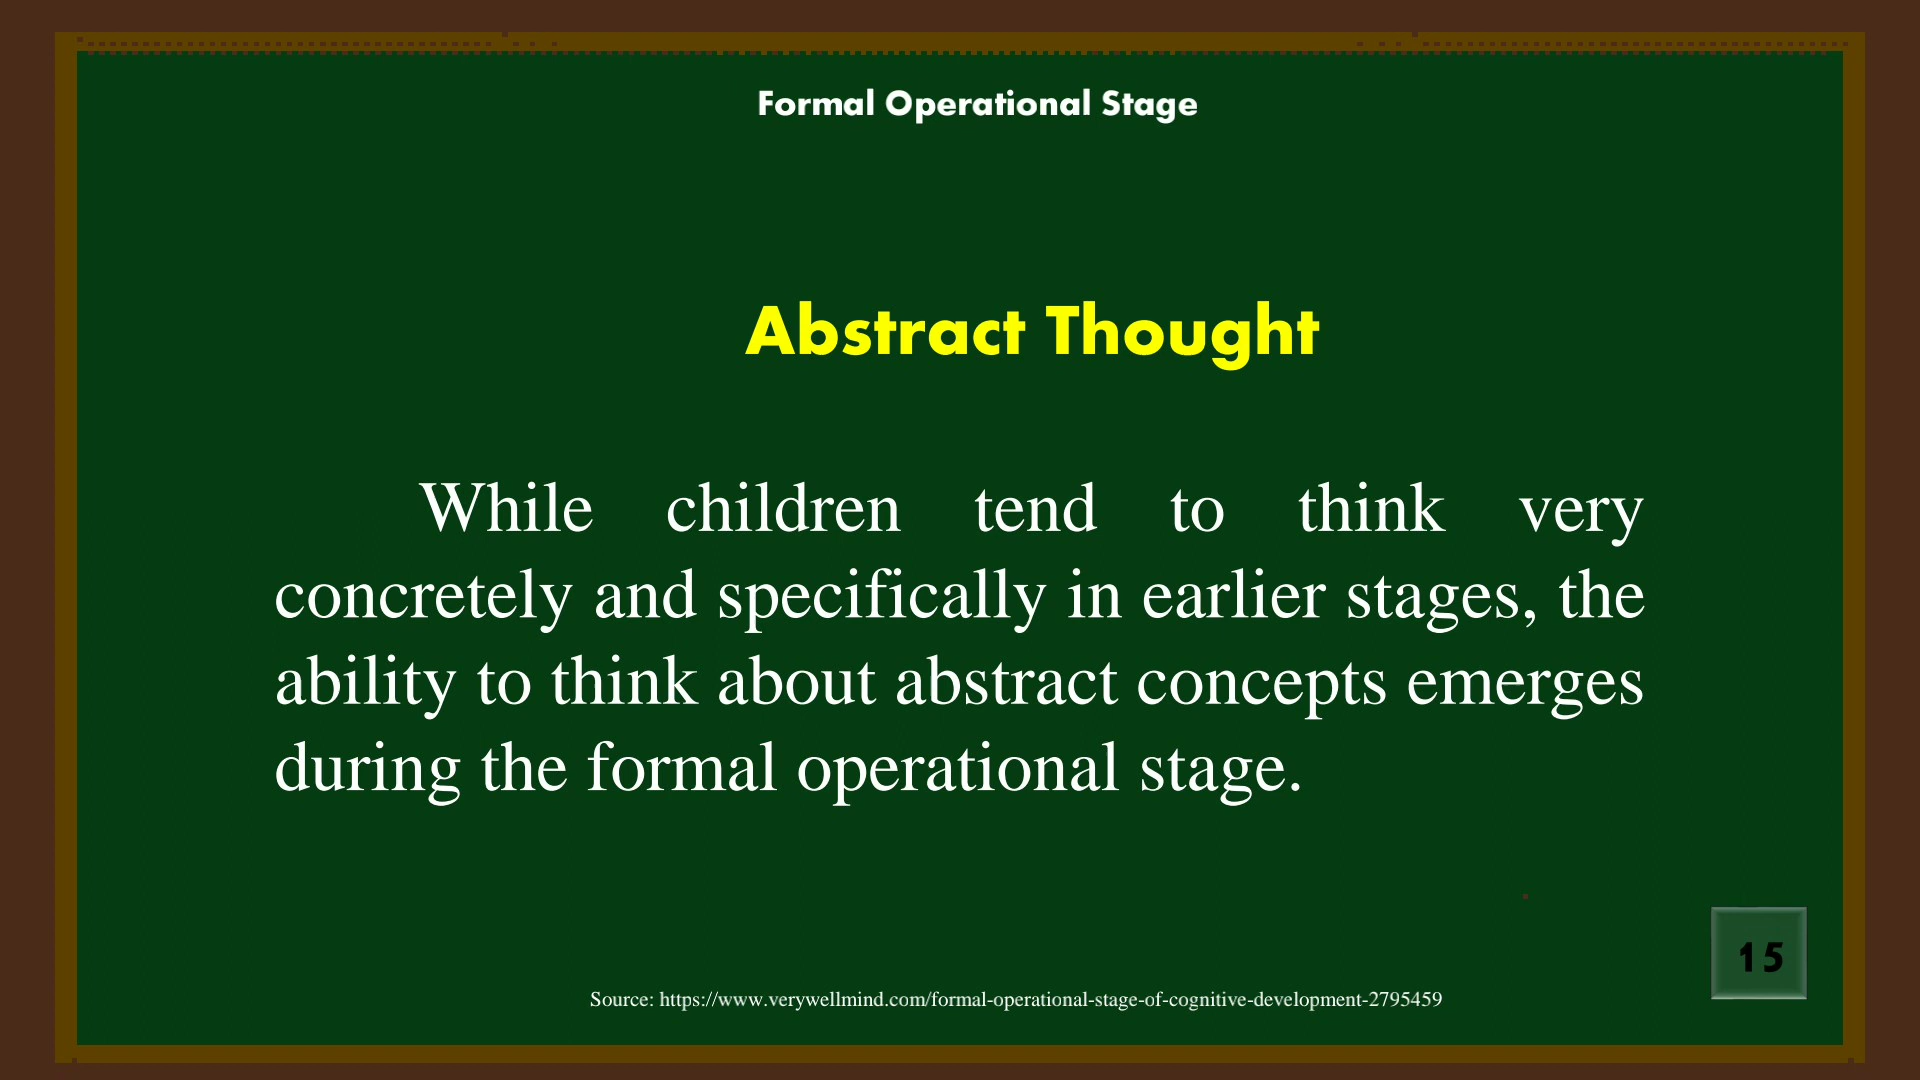 Formal Operational Stage
Abstract Thought
While children tend to think very
concretely and specifically in earlier stages, the
ability to think about abstract concepts emerges
during the formal operational stage.
15
Source: https://www.verywellmind.com/formal-operational-stage-of-cognitive-development-2795459